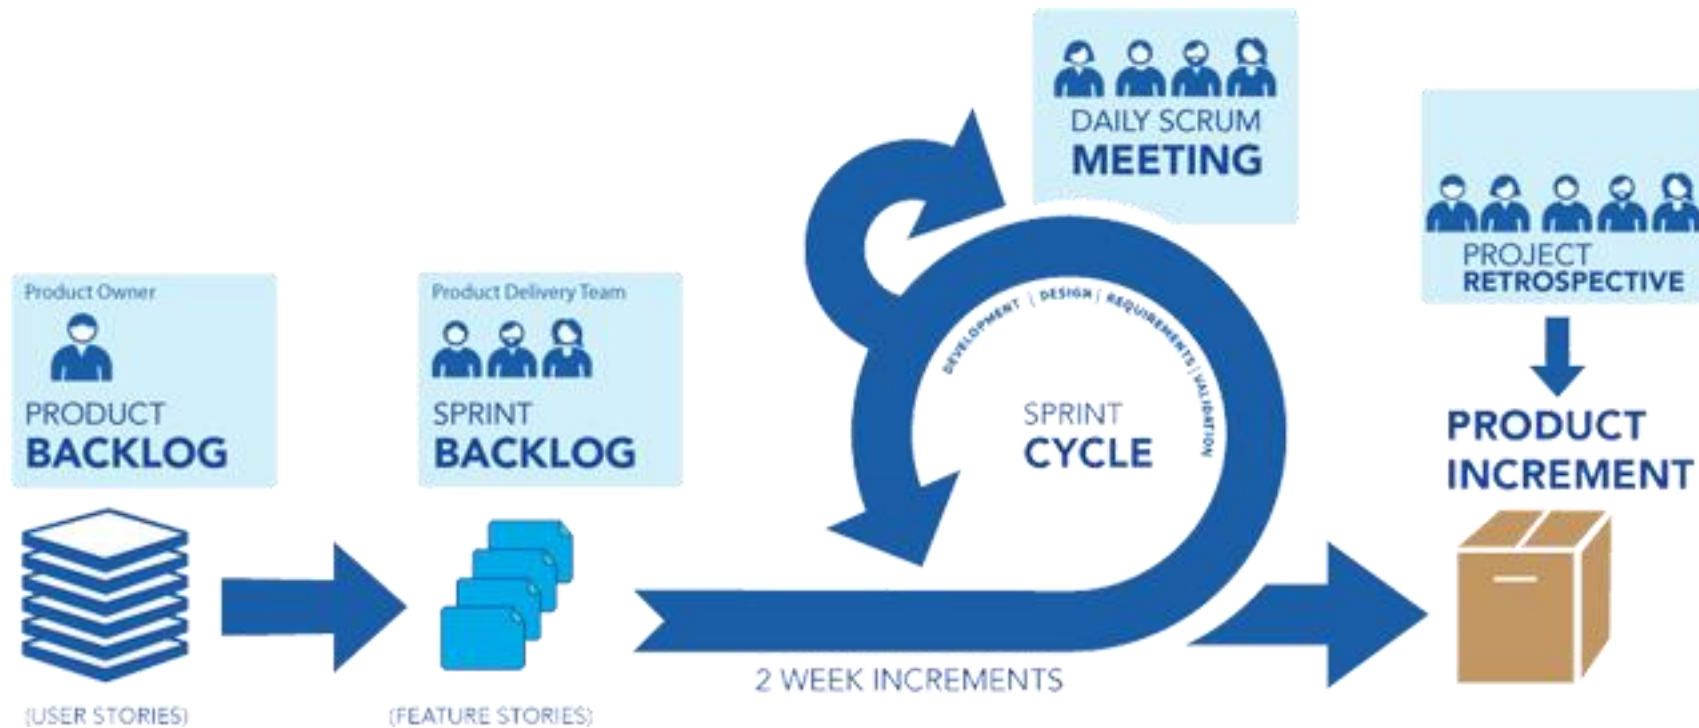 Product Owner
PRODUCT
BACKLOG
(USER STORIES)
Product Delivery Team
SPRINT
BACKLOG
(FEATURE STORIES)
DAILY SCRUM
MEETING
DEVELOPMENT | DESIGN | REQUIREMENTS | VALIDATION
SPRINT
CYCLE
2 WEEK INCREMENTS
PROJECT
RETROSPECTIVE
PRODUCT
INCREMENT